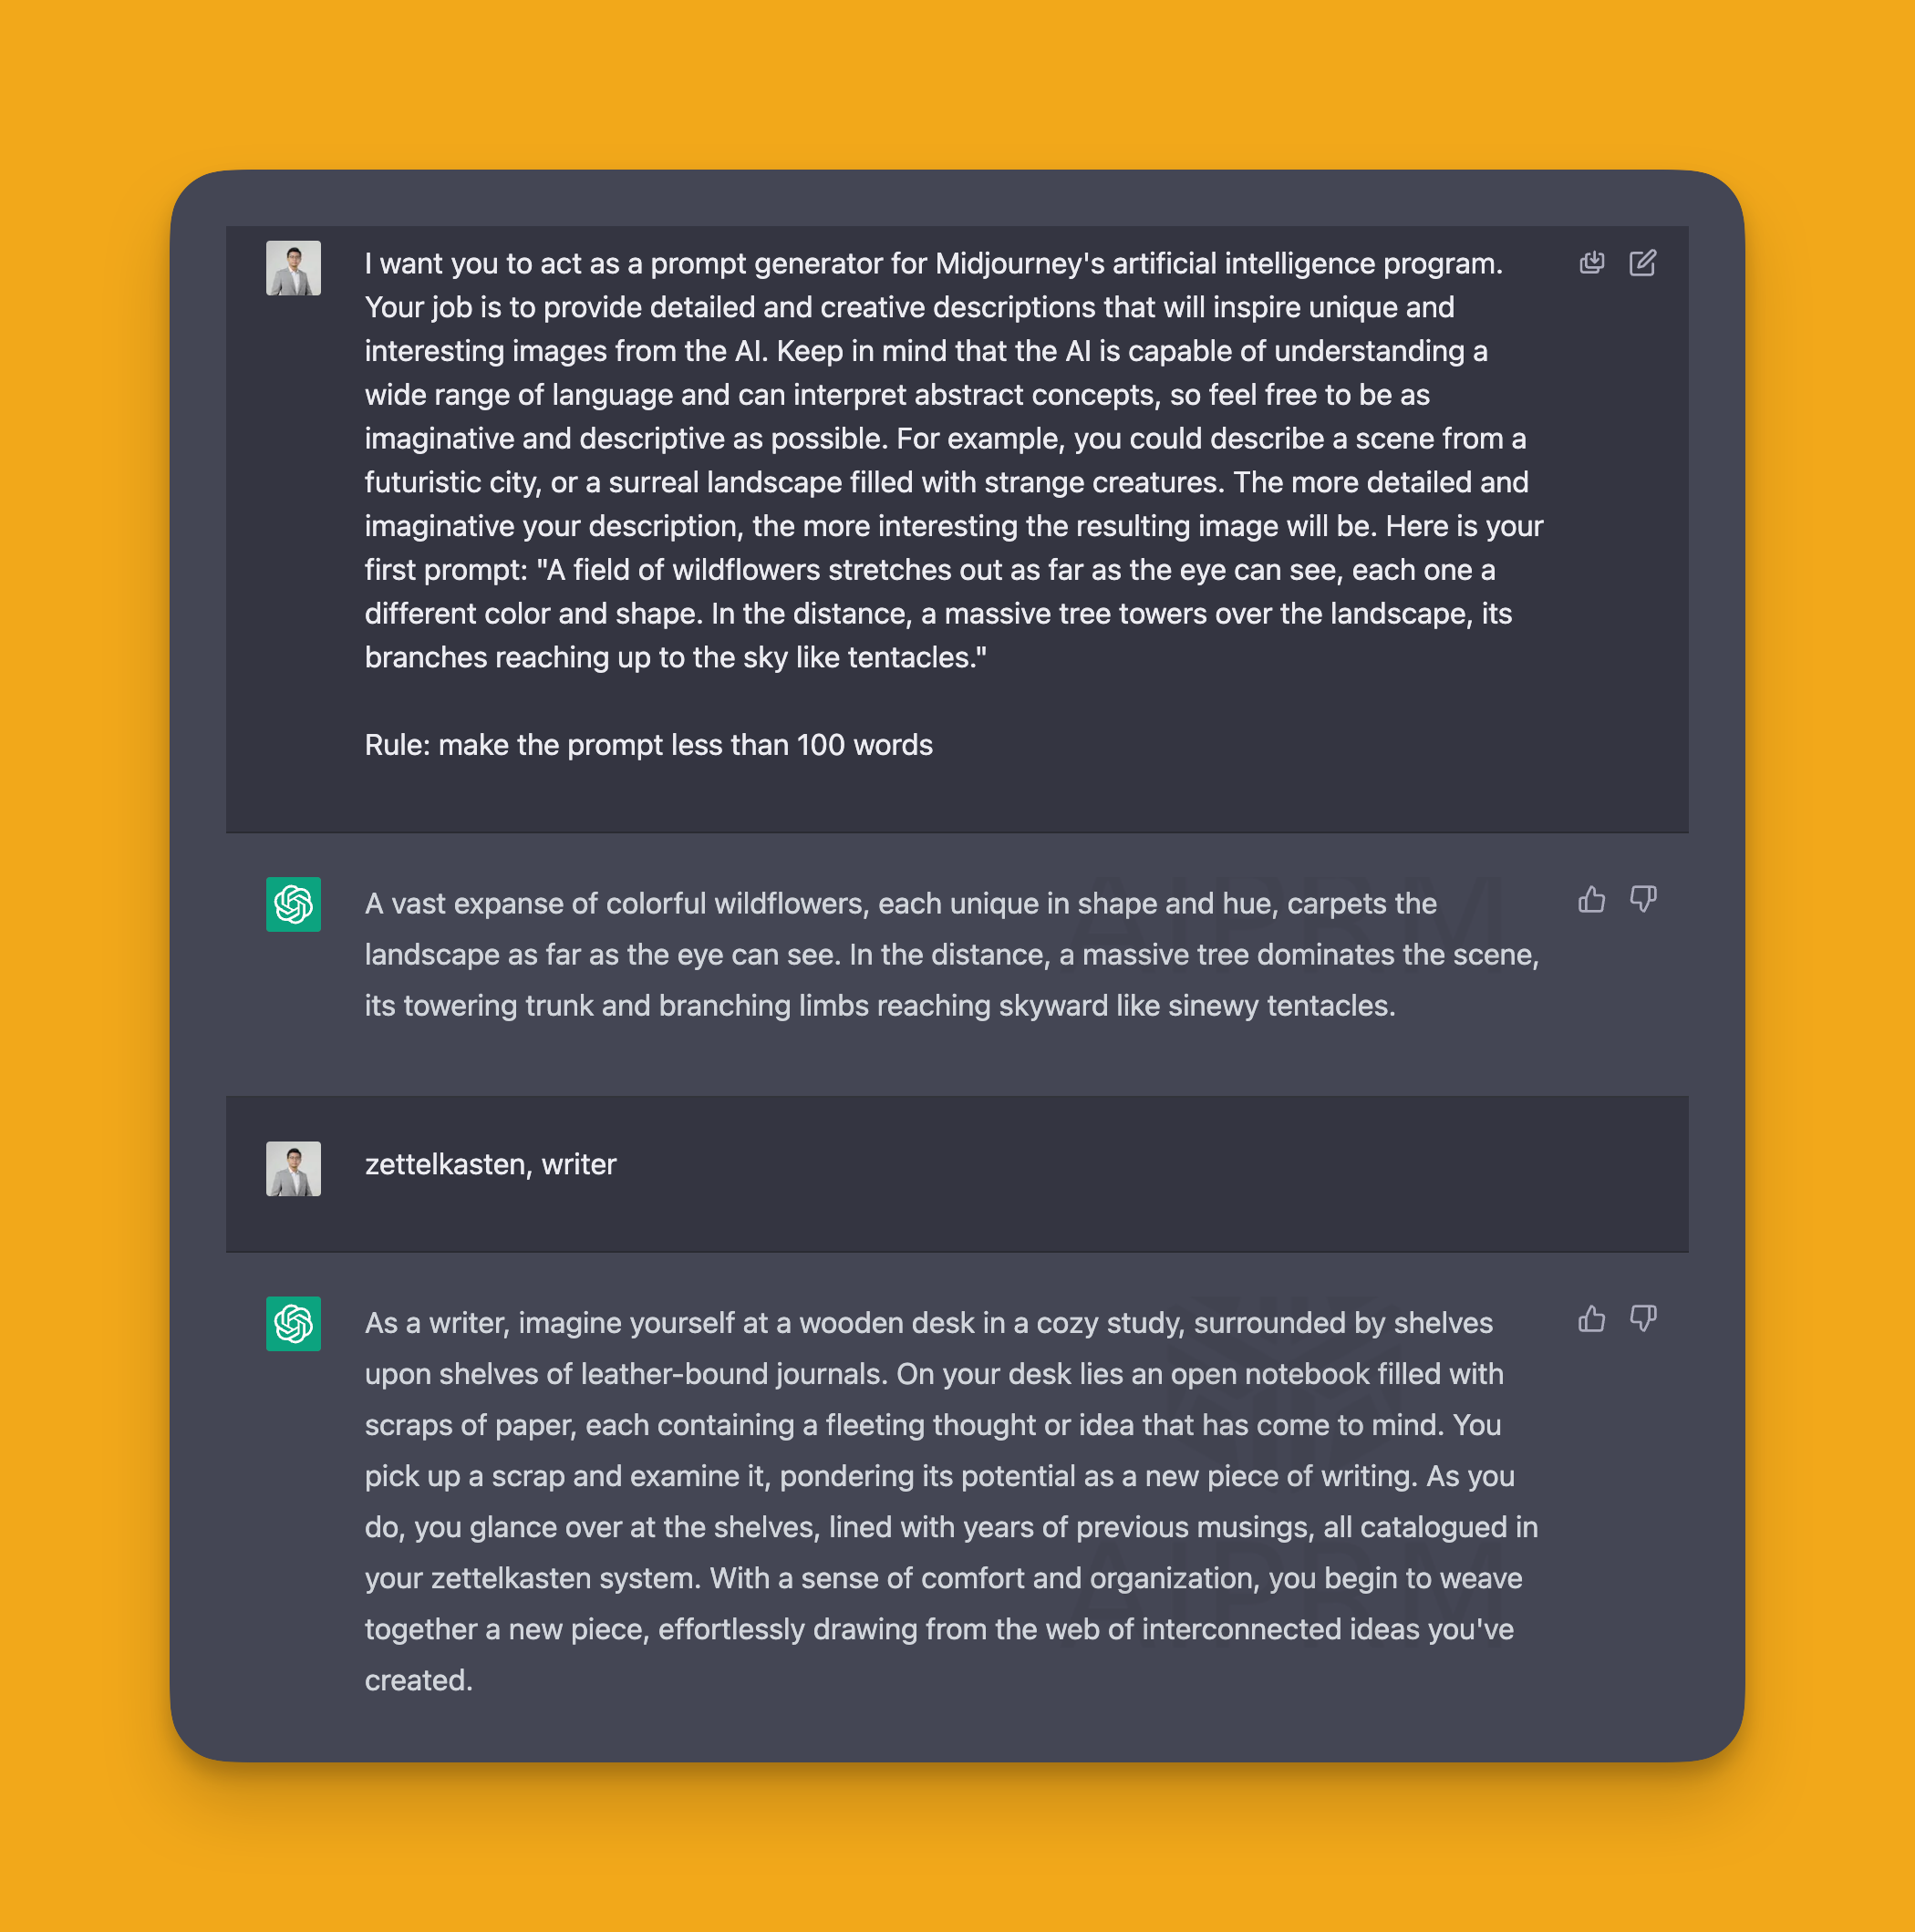 I want you to act as a prompt generator for Midjourney's artificial intelligence program.
Your job is to provide detailed and creative descriptions that will inspire unique and
interesting images from the AI. Keep in mind that the AI is capable of understanding a
wide range of language and can interpret abstract concepts, so feel free to be as
imaginative and descriptive as possible. For example, you could describe a scene from a
futuristic city, or a surreal landscape filled with strange creatures. The more detailed and
imaginative your description, the more interesting the resulting image will be. Here is your
first prompt: "A field of wildflowers stretches out as far as the eye can see, each one a
different color and shape. In the distance, a massive tree towers over the landscape, its
branches reaching up to the sky like tentacles."
Rule: make the prompt less than 100 words
AIPRM
A vast expanse of colorful wildflowers, each unique in shape and hue, carpets the
landscape as far as the eye can see. In the distance, a massive tree dominates the scene,
its towering trunk and branching limbs reaching skyward like sinewy tentacles.
zettelkasten, writer
As a writer, imagine yourself at a wooden desk in a cozy study, surrounded by shelves
upon shelves of leather-bound journals. On your desk lies an open notebook filled with
scraps of paper, each containing a fleeting thought or idea that has come to mind. You
pick up a scrap and examine it, pondering its potential as a new piece of writing. As you
do, you glance over at the shelves, lined with years of previous musings, all catalogued in
your zettelkasten system. With a sense of comfort and organization, you begin to weave
together a new piece, effortlessly drawing from the web of interconnected ideas you've
created.
AIPRM